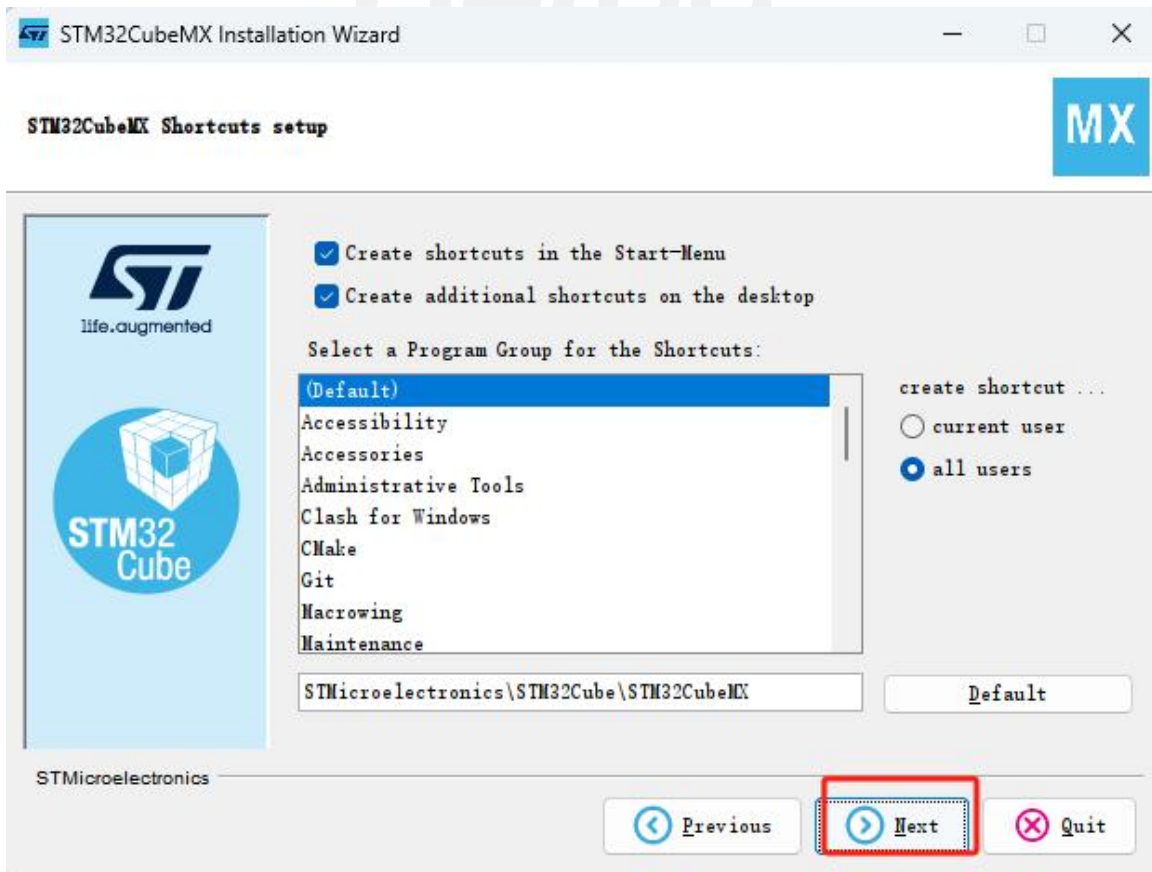 STM32CubeMX Installation Wizard
STM32CubeMX Shortcuts setup
MX
ST
life.augmented
STM32
Cube
Create shortcuts in the Start-Menu
Create additional shortcuts on the desktop
Select a Program Group for the Shortcuts:
(Default)
Accessibility
Accessories
Administrative Tools
Clash for Windows
CMake
Git
Macrowing
Maintenance
STMicroelectronics\STM32Cube\STM32CubeMX
create shortcut ...
current user
all users
Default
STMicroelectronics
Previous
Next
Quit